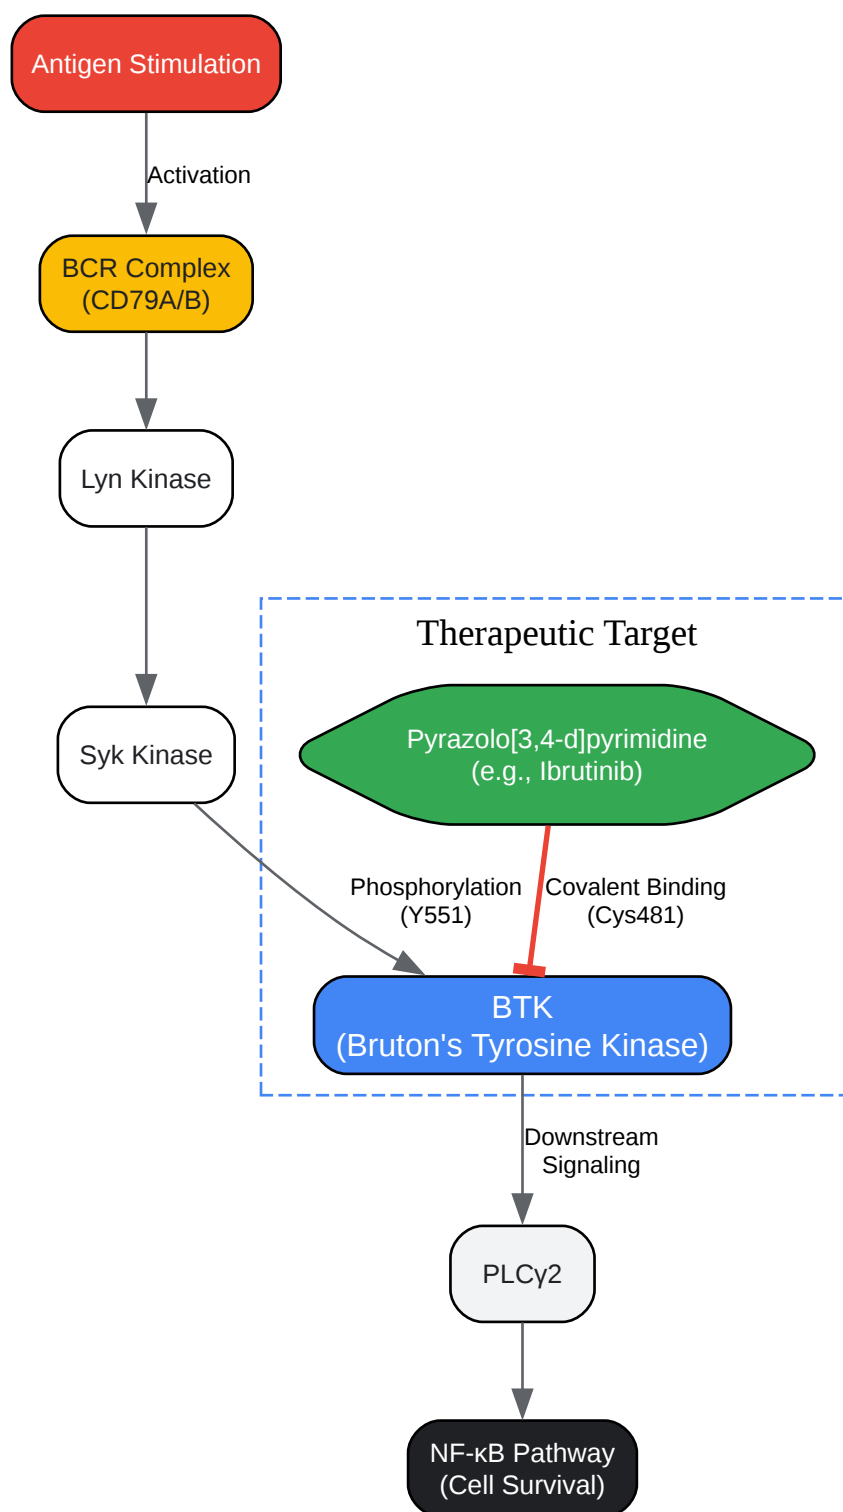 Antigen Stimulation
Activation
BCR Complex
(CD79A/B)
Lyn Kinase
Therapeutic Target
Syk Kinase
Pyrazolo[3,4-d]pyrimidine
(e.g., Ibrutinib)
Phosphorylation
(Y551)
Covalent Binding
(Cys481)
BTK
(Bruton's Tyrosine Kinase)
Downstream
Signaling
PLCγ2
NF-κB Pathway
(Cell Survival)